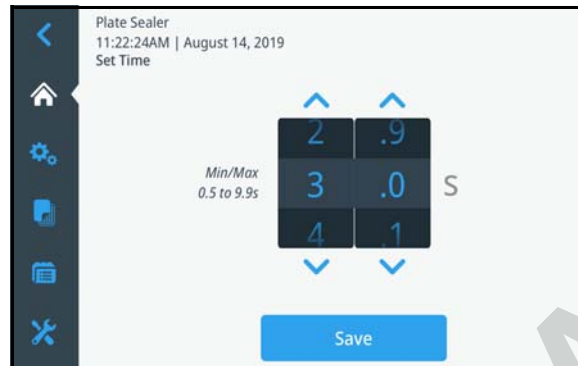 Plate Sealer
11:22:24AM | August 14, 2019
Set Time
2 .9
Min/Max
0.5 to 9.9s
3 .0 S
4 .1
Save